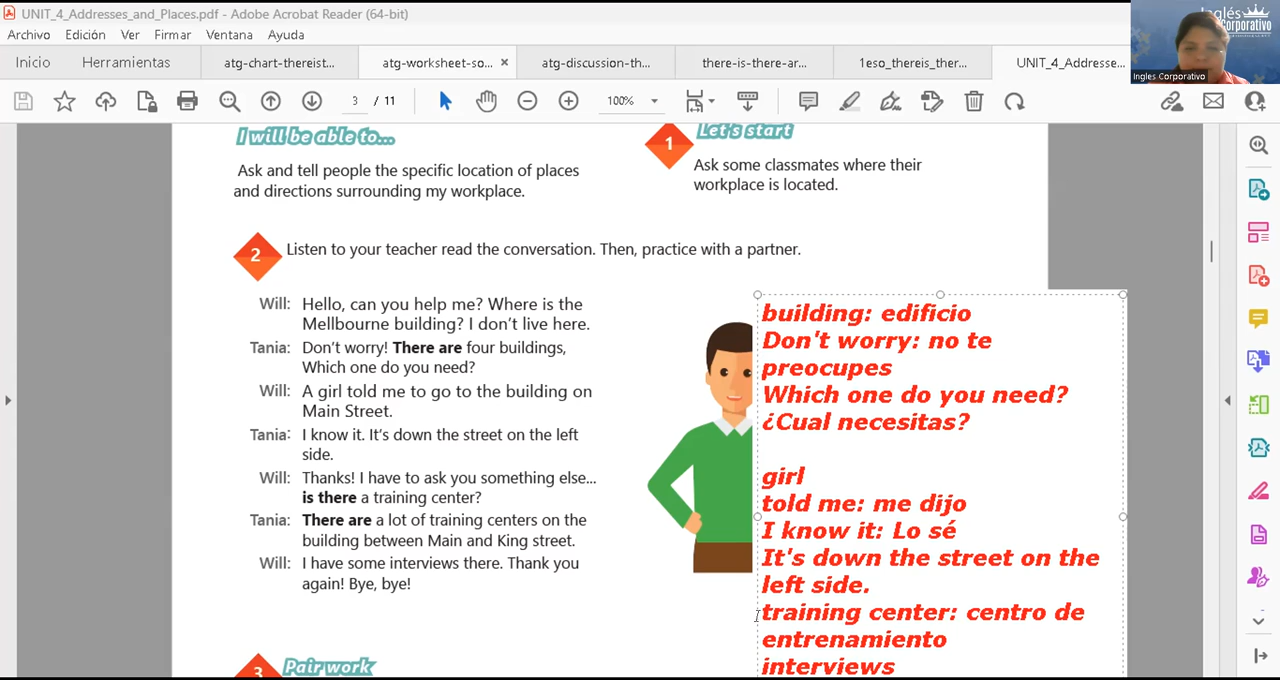 UNIT_4_Addresses_and_Places.pdf - Adobe Acrobat Reader (64-bit)
Archivo Edición Ver Firmar Ventana Ayuda
Inicio Herramientas atg-chart-thereist... atg-worksheet-so... × atg-discussion-th... there-is-there-ar... 1eso_thereis_ther... UNIT_4_Addresse...
Inglés Corporativo
Ingles Corporativo
3 / 11 100%
I will be able to...
Ask and tell people the specific location of places
and directions surrounding my workplace.
1 Let's start
Ask some classmates where their
workplace is located.
2 Listen to your teacher read the conversation. Then, practice with a partner.
Will: Hello, can you help me? Where is the
Mellbourne building? I don't live here.
Tania: Don't worry! There are four buildings,
Which one do you need?
Will: A girl told me to go to the building on
Main Street.
Tania: I know it. It's down the street on the left
side.
Will: Thanks! I have to ask you something else...
is there a training center?
Tania: There are a lot of training centers on the
building between Main and King street.
Will: I have some interviews there. Thank you
again! Bye, bye!
building: edificio
Don't worry: no te
preocupes
Which one do you need?
¿Cual necesitas?
girl
told me: me dijo
I know it: Lo sé
It's down the street on the
left side.
training center: centro de
entrenamiento
interviews
3 Pair work